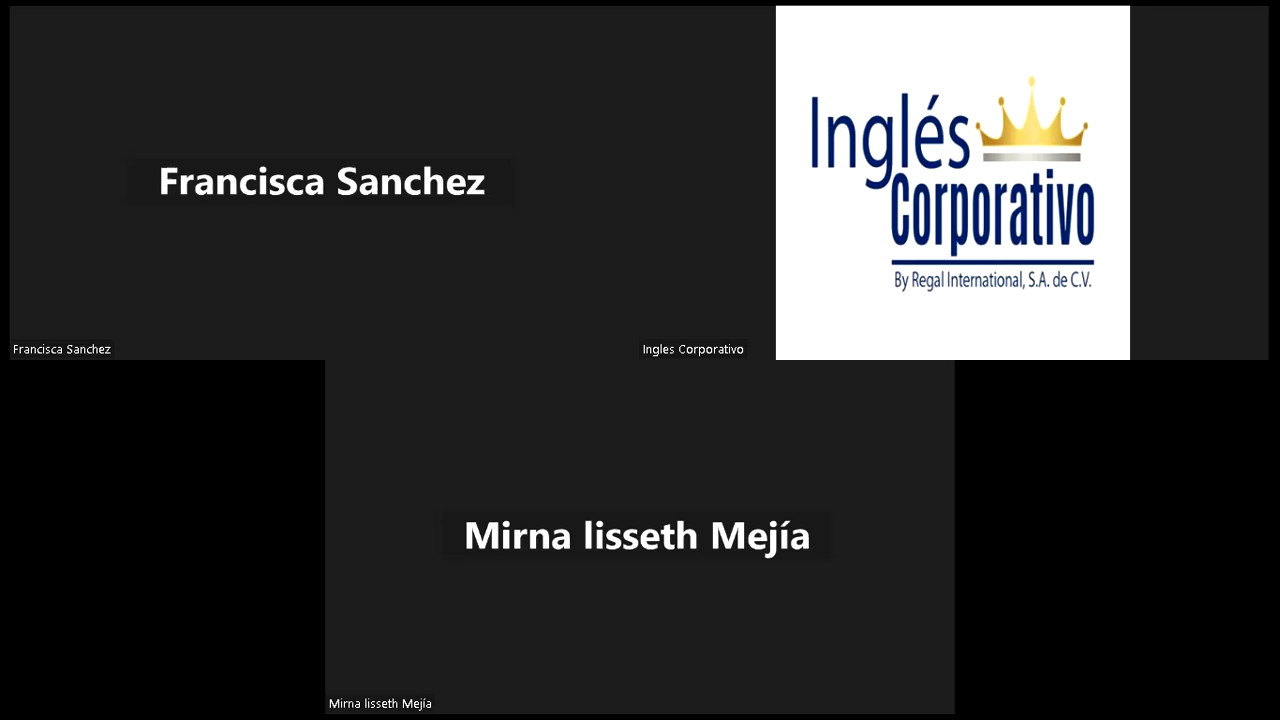 Francisca Sanchez
Francisca Sanchez
Inglés
Corporativo
By Regal International, S.A. de C.V.
Ingles Corporativo
Mirna lisseth Mejía
Mirna lisseth Mejía